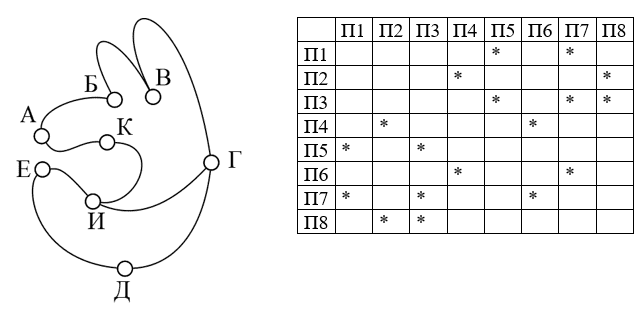 Б
В
А
К
Е
Г
И
Д
П1 П2 П3 П4 П5 П6 П7 П8
П1 * *
П2 * *
П3 * * *
П4 * *
П5 * *
П6 * *
П7 * * *
П8 * *